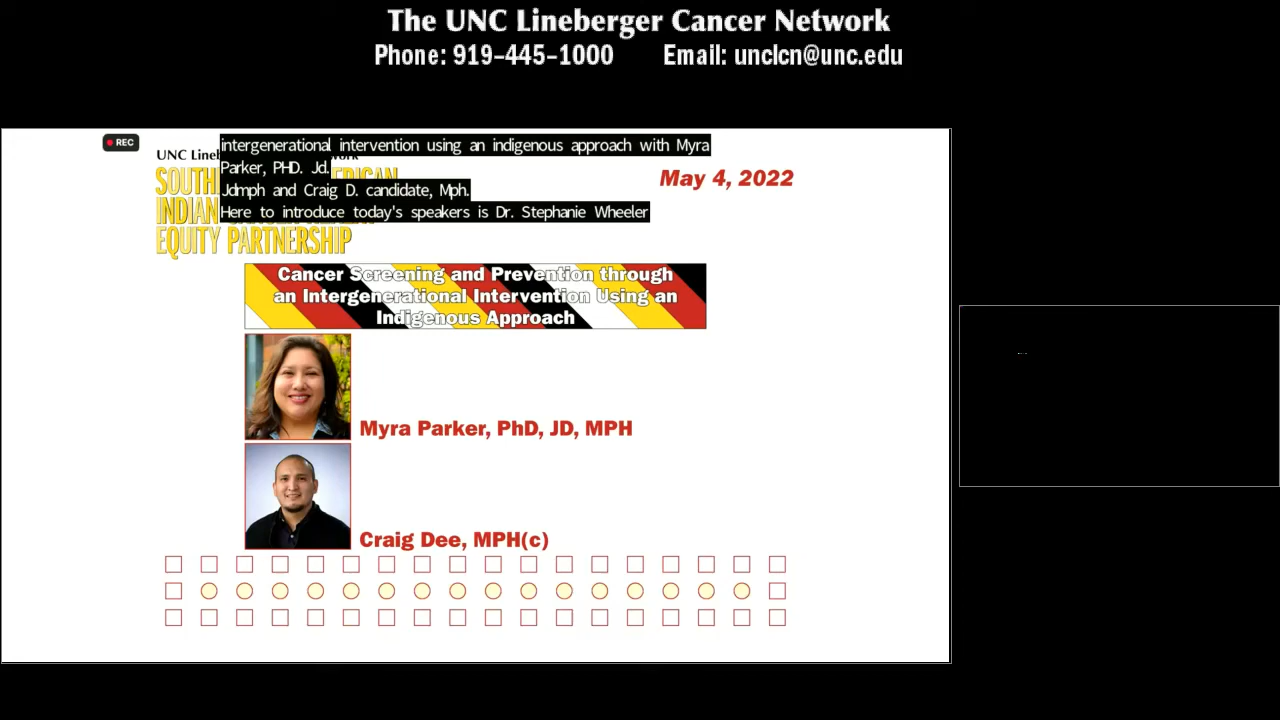 The UNC Lineberger Cancer Network
Phone: 919-445-1000 Email: unclcn@unc.edu
REC
intergenerational intervention using an indigenous approach with Myra
Parker, PHD. Jd.
Jdmph and Craig D. candidate, Mph.
Here to introduce today's speakers is Dr. Stephanie Wheeler
UNC
May 4, 2022
EQUITY PARTNERSHIP
Cancer Screening and Prevention through
an Intergenerational Intervention Using an
Indigenous Approach
Myra Parker, PhD, JD, MPH
Craig Dee, MPH(c)